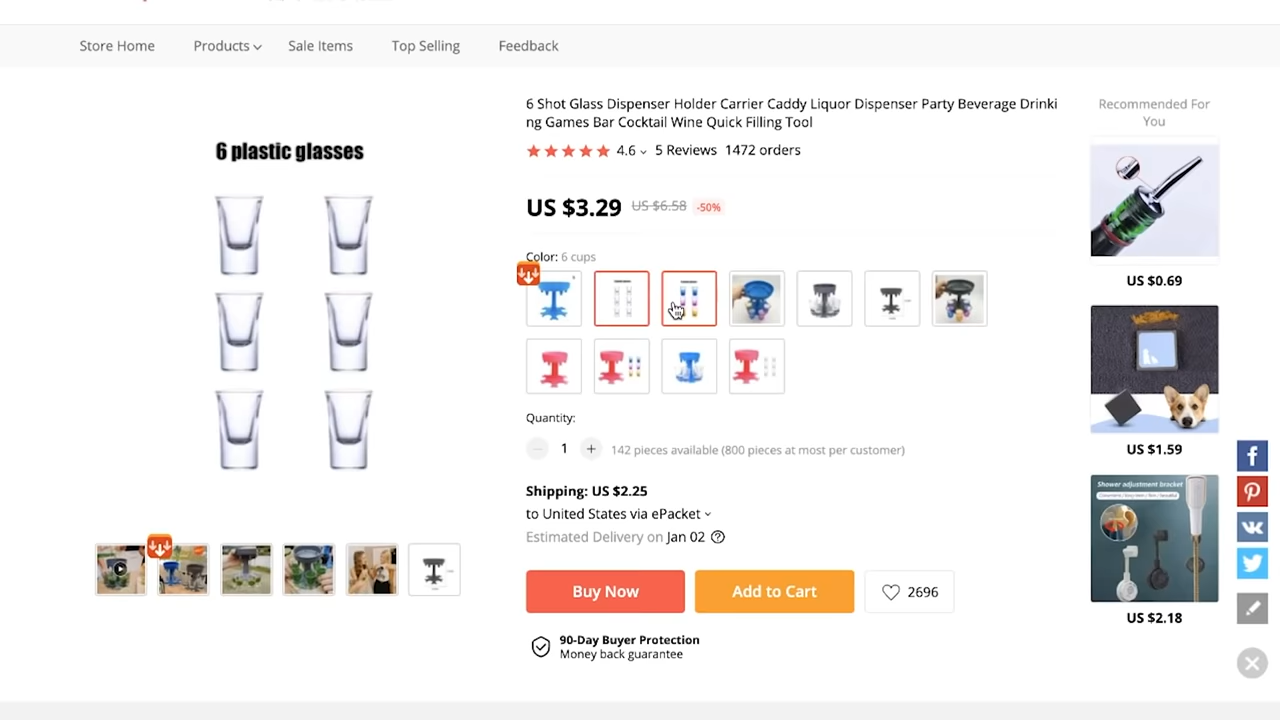 Store Home
Products
Sale Items
Top Selling
Feedback
6 plastic glasses
6 Shot Glass Dispenser Holder Carrier Caddy Liquor Dispenser Party Beverage Drinki
ng Games Bar Cocktail Wine Quick Filling Tool
4.6
5 Reviews
1472 orders
US $3.29
US $6.58
-50%
Color: 6 cups
Quantity:
1
142 pieces available (800 pieces at most per customer)
Shipping: US $2.25
to United States via ePacket
Estimated Delivery on Jan 02
Buy Now
Add to Cart
2696
90-Day Buyer Protection
Money back guarantee
Recommended For
You
US $0.69
US $1.59
Shower adjustment bracket
US $2.18